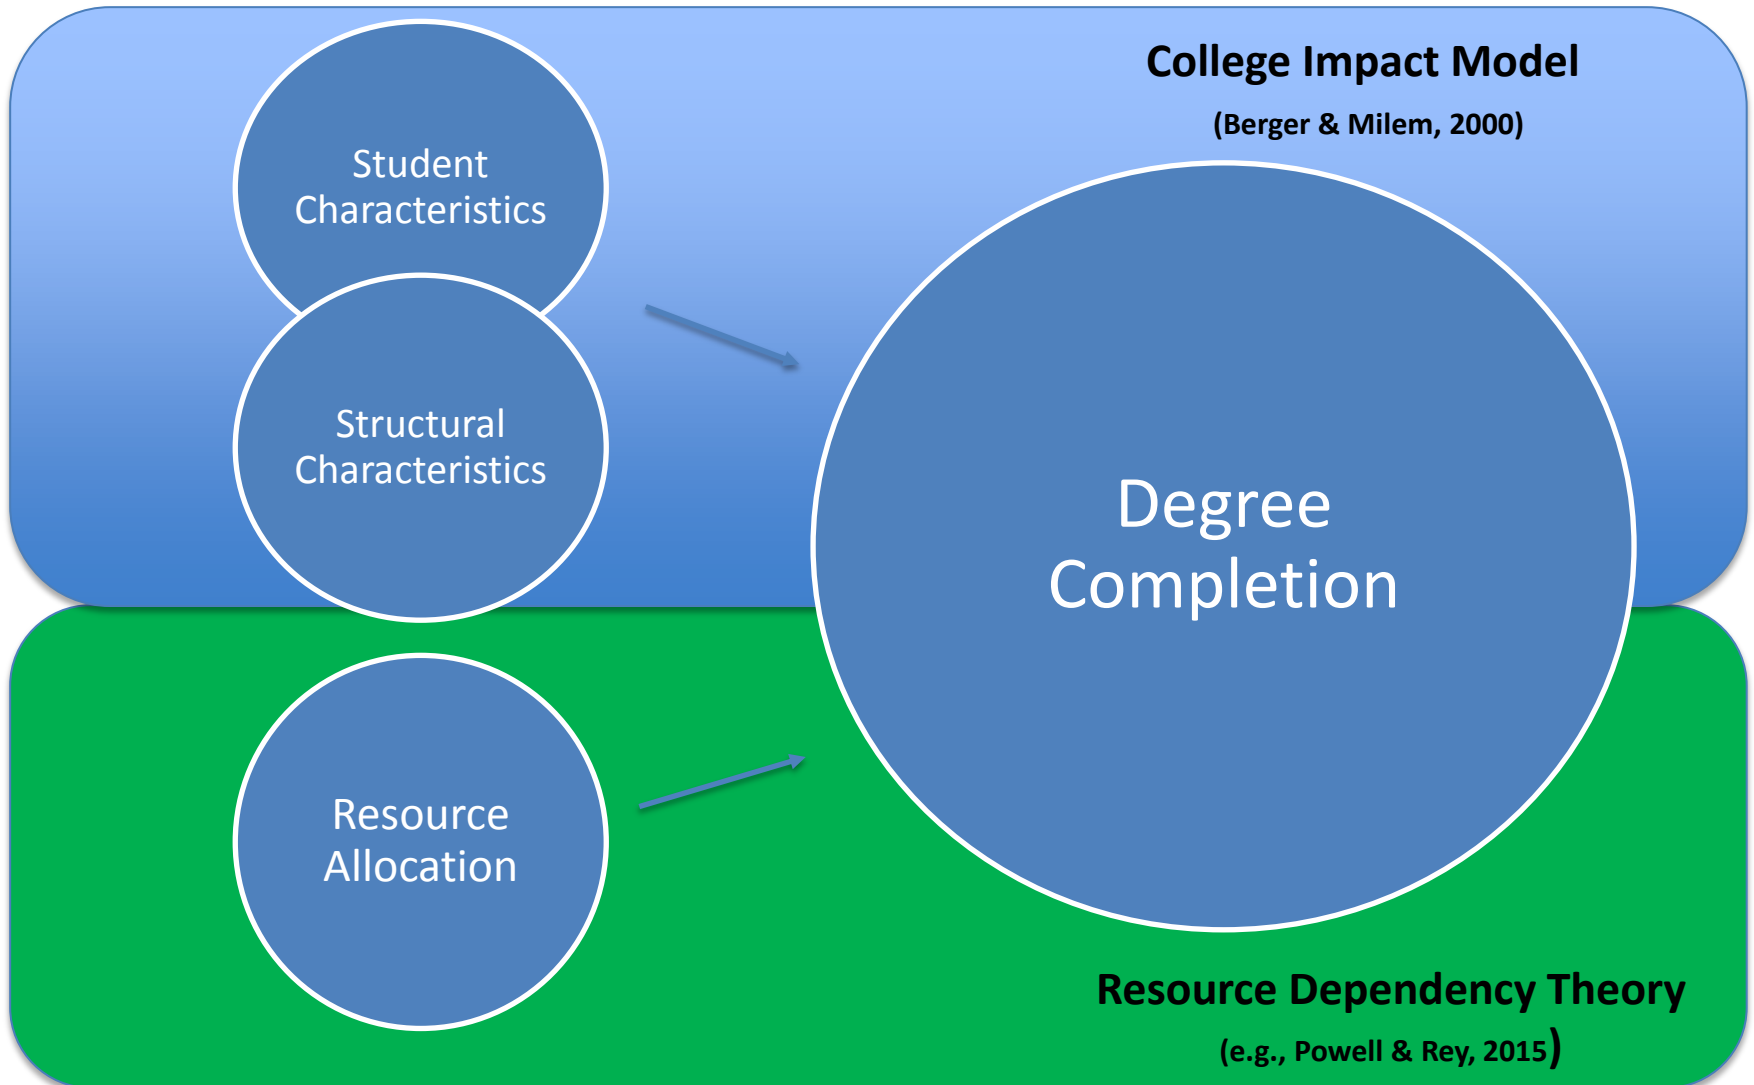 College Impact Model
(Berger & Milem, 2000)
Student
Characteristics
Structural
Characteristics
Degree
Completion
Resource
Allocation
Resource Dependency Theory
(e.g., Powell & Rey, 2015)